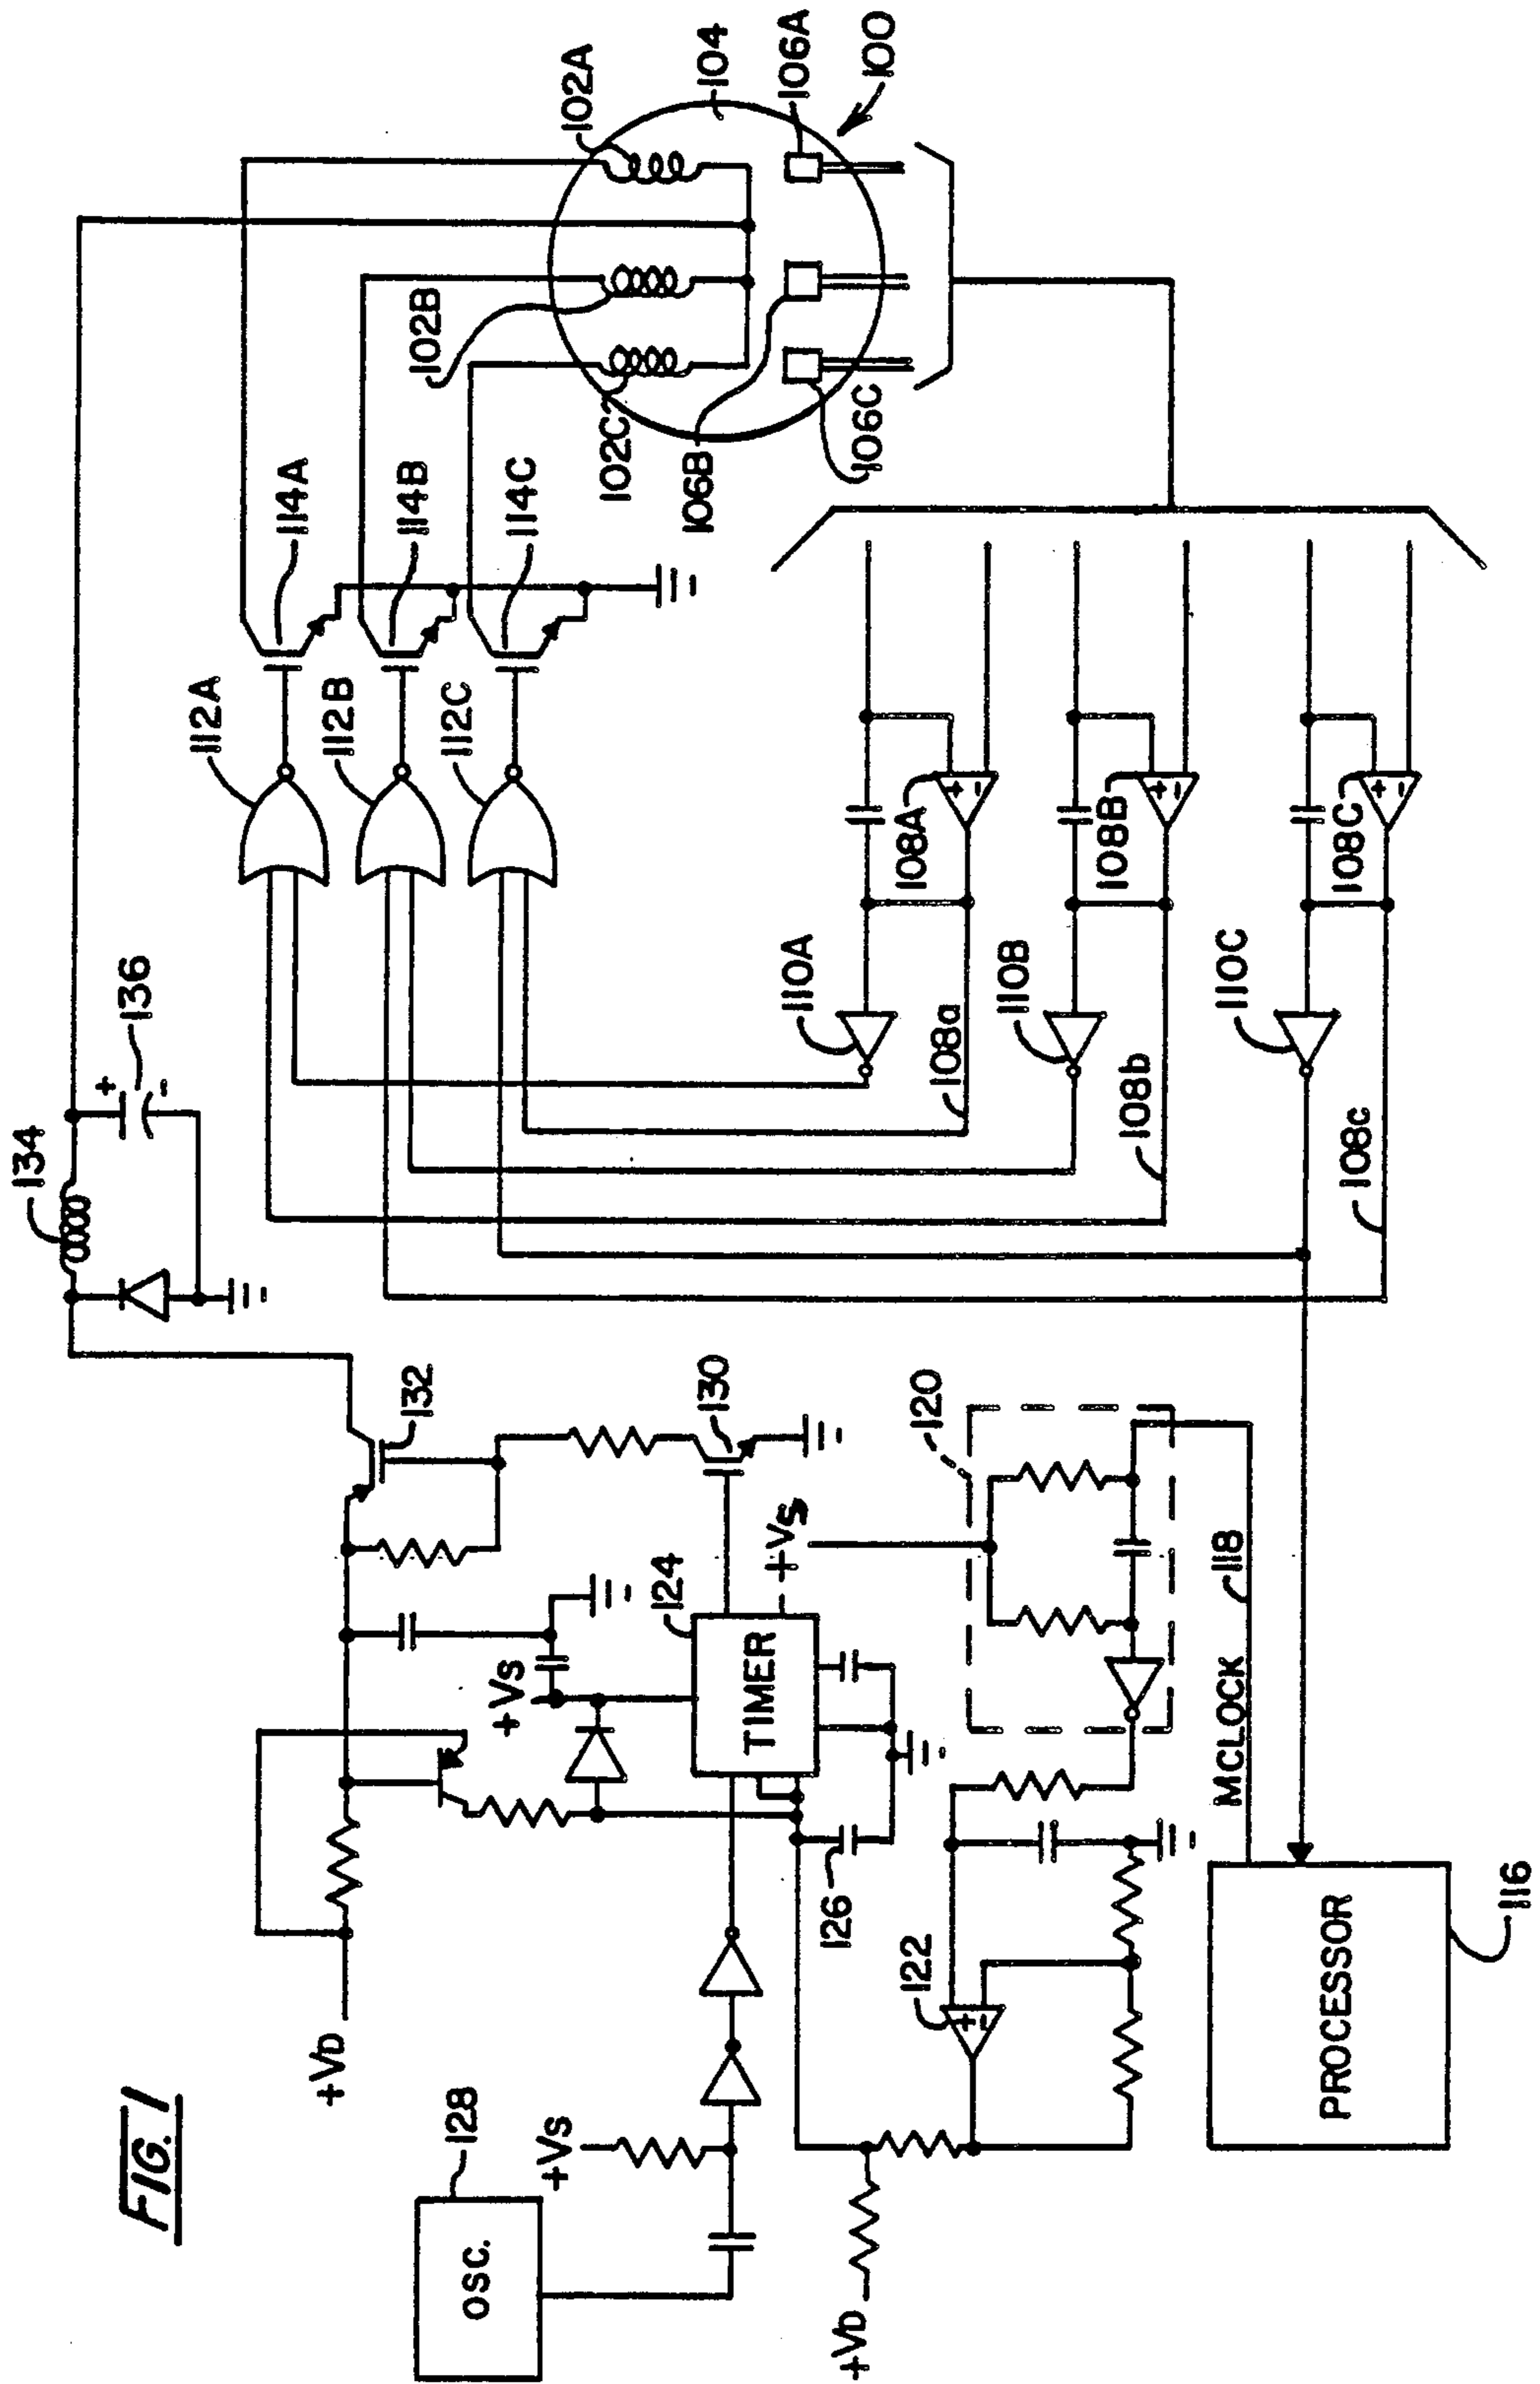 FIG. 1
+VD
134
136
132
130
+VS
124
TIMER
+VS
OSC.
128
+VS
126
120
122
+VD
MCLOCK
118
PROCESSOR
116
112A
112B
112C
114A
114B
114C
102A
102B
102C
104
106A
106B
106C
100
108A
108B
108C
+
-
+
-
+
-
+
-
+
-
110A
110B
110C
108a
108b
108c